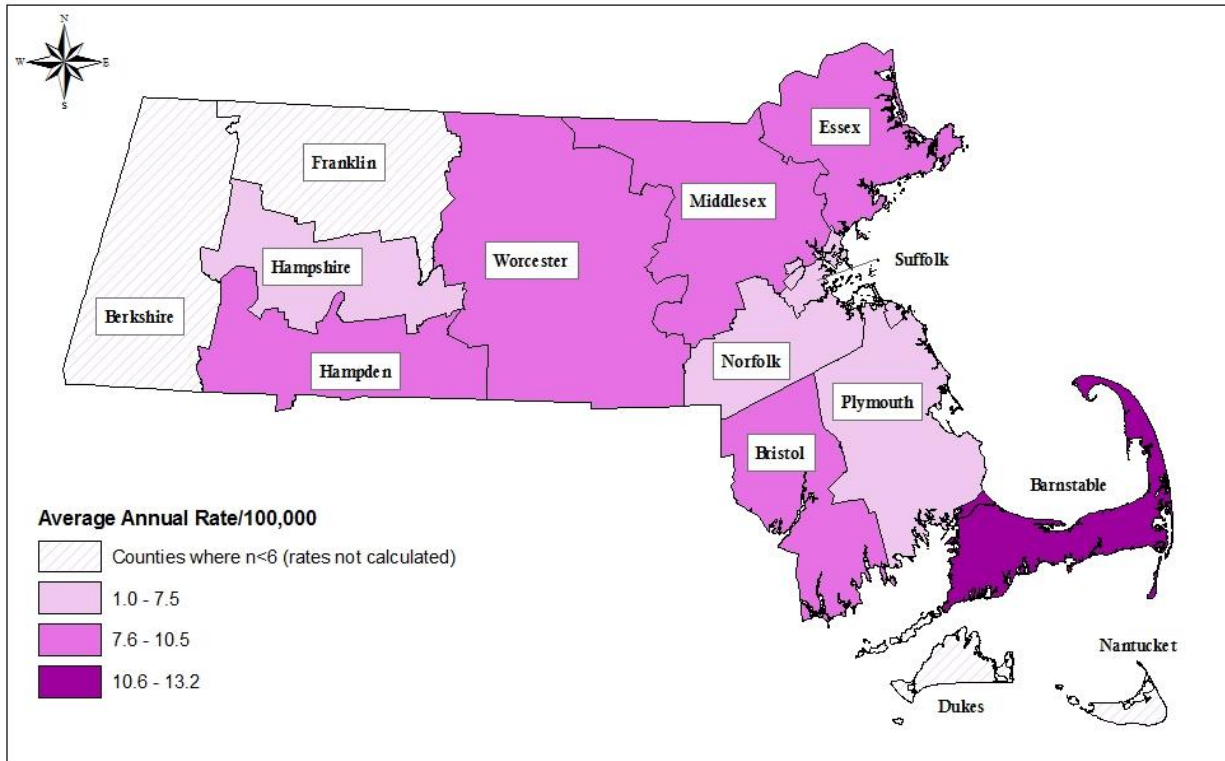 N
W
E
S
Essex
Franklin
Middlesex
Suffolk
Hampshire
Worcester
Berkshire
Norfolk
Hampden
Plymouth
Bristol
Barnstable
Average Annual Rate/100,000
Counties where n<6 (rates not calculated)
1.0 - 7.5
7.6 - 10.5
10.6 - 13.2
Nantucket
Dukes